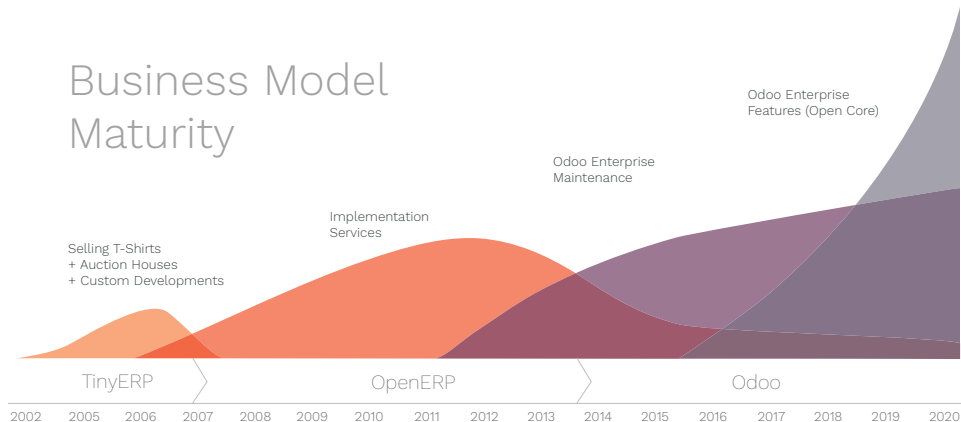 Business Model
Maturity
Odoo Enterprise
Features (Open Core)
Odoo Enterprise
Maintenance
Implementation
Services
Selling T-Shirts
+ Auction Houses
+ Custom Developments
TinyERP
OpenERP
Odoo
2002 2005 2006 2007 2008 2009 2010 2011 2012 2013 2014 2015 2016 2017 2018 2019 2020